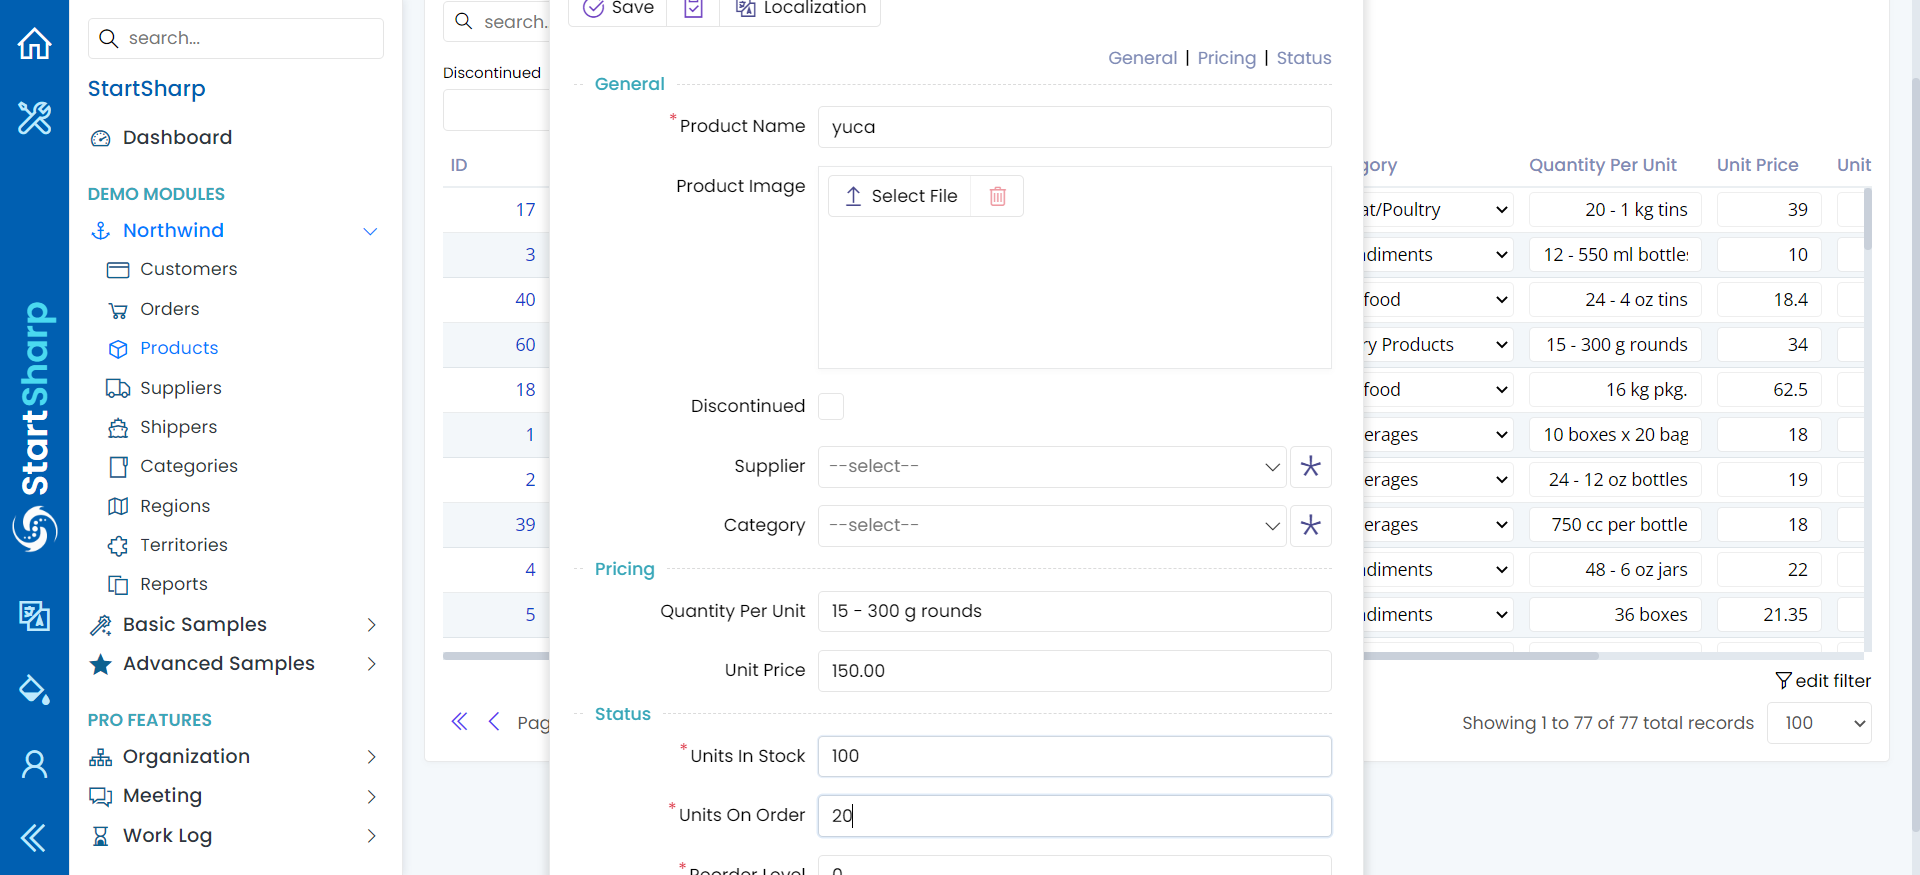 search...
StartSharp
Dashboard
DEMO MODULES
Northwind
Customers
Orders
Products
Suppliers
Shippers
Categories
Regions
Territories
Reports
Basic Samples
Advanced Samples
PRO FEATURES
Organization
Meeting
Work Log
StartSharp
search.
Discontinued
ID
17
3
40
60
18
1
2
39
4
5
Pag
Save
Localization
General | Pricing | Status
General
*Product Name yuca
Product Image Select File
Discontinued
Supplier --select--
Category --select--
Pricing
Quantity Per Unit 15 - 300 g rounds
Unit Price 150.00
Status
*Units In Stock 100
*Units On Order 20
*Reorder Level 0
gory Quantity Per Unit Unit Price Unit
at/Poultry 20 - 1 kg tins 39
diments 12 - 550 ml bottles 10
food 24 - 4 oz tins 18.4
ry Products 15 - 300 g rounds 34
food 16 kg pkg. 62.5
erages 10 boxes x 20 bag 18
erages 24 - 12 oz bottles 19
erages 750 cc per bottle 18
diments 48 - 6 oz jars 22
diments 36 boxes 21.35
edit filter
Showing 1 to 77 of 77 total records 100